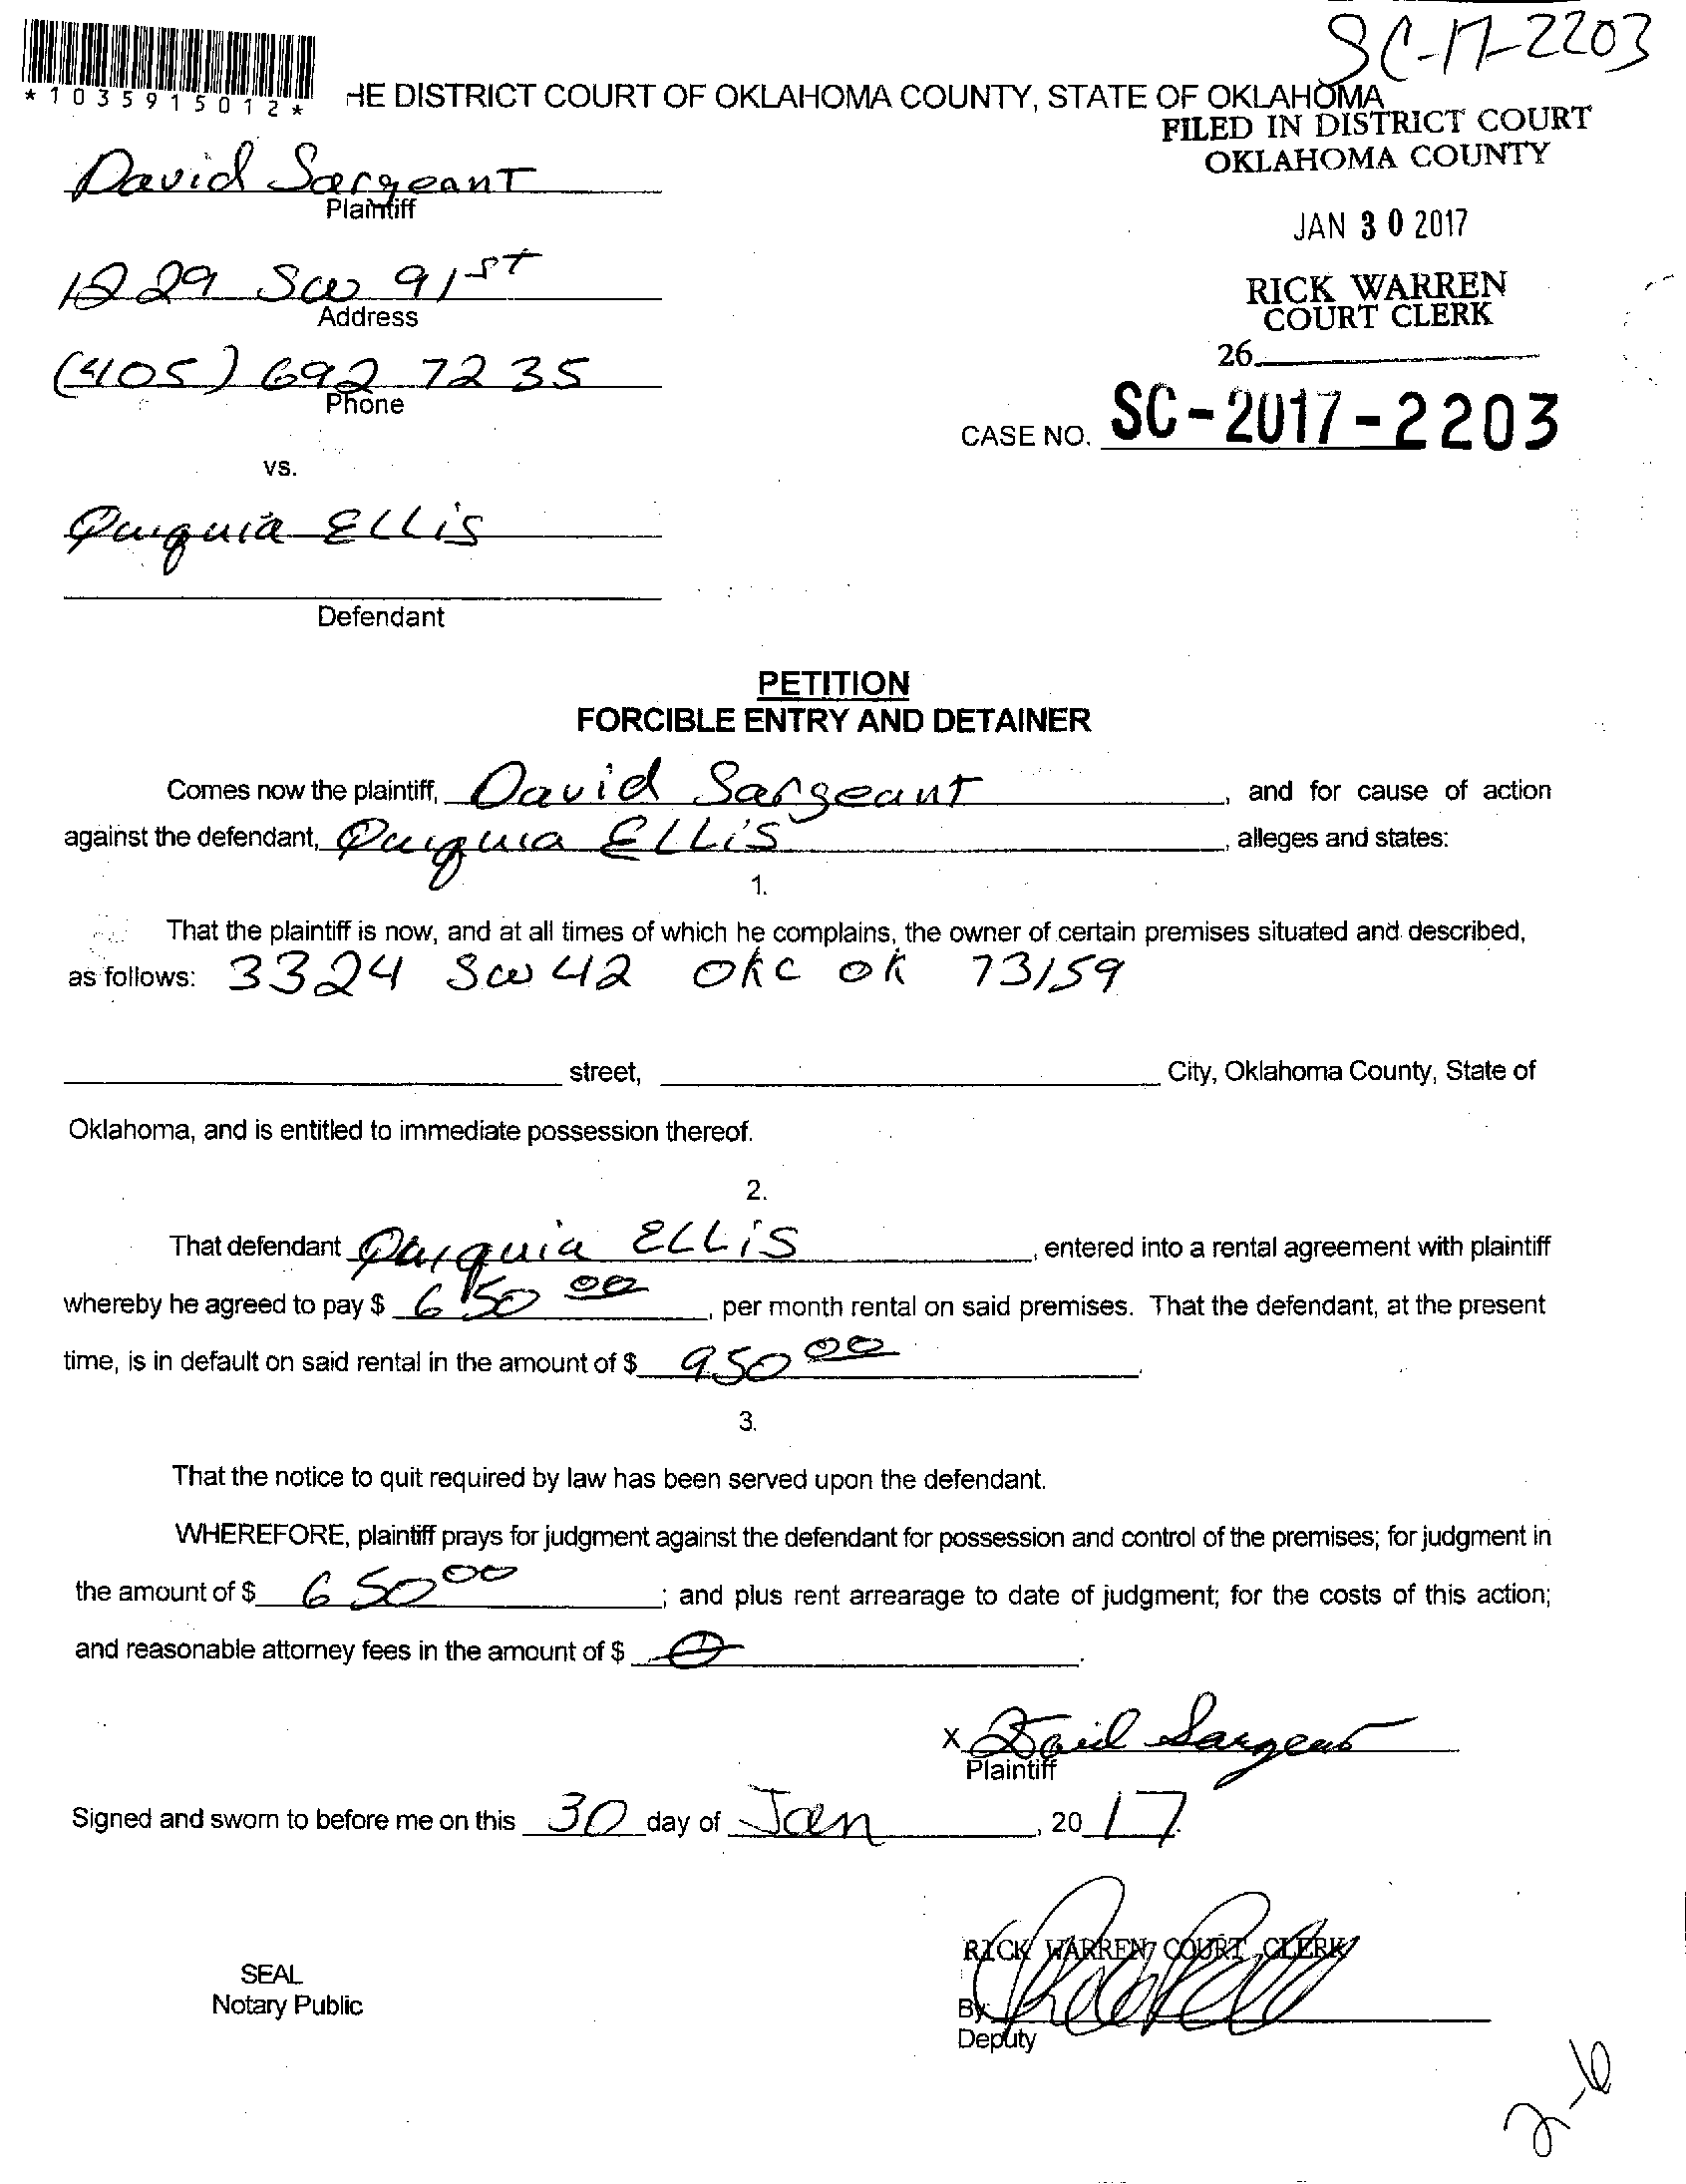 SC-17-2203
*1035915012*
HE DISTRICT COURT OF OKLAHOMA COUNTY, STATE OF OKLAHOMA
FILED IN DISTRICT COURT
OKLAHOMA COUNTY
David Sargeant
Plaintiff
JAN 30 2017
1229 SW 91st
Address
RICK WARREN
COURT CLERK
26
(405) 692 7235
Phone
CASE NO. SC-2017-2203
vs.
Quiquia ELLiS
Defendant
PETITION
FORCIBLE ENTRY AND DETAINER
Comes now the plaintiff, David Sargeant, and for cause of action
against the defendant, Quiquia ELLiS, alleges and states:
1.
That the plaintiff is now, and at all times of which he complains, the owner of certain premises situated and described,
as follows: 3324 SW 42 OKC OK 73159
street, City, Oklahoma County, State of
Oklahoma, and is entitled to immediate possession thereof.
2.
That defendant Quiquia ELLiS, entered into a rental agreement with plaintiff
whereby he agreed to pay $ 650 00, per month rental on said premises. That the defendant, at the present
time, is in default on said rental in the amount of $ 950 00.
3.
That the notice to quit required by law has been served upon the defendant.
WHEREFORE, plaintiff prays for judgment against the defendant for possession and control of the premises; for judgment in
the amount of $ 650 00; and plus rent arrearage to date of judgment; for the costs of this action;
and reasonable attorney fees in the amount of $ 0.
X David Sargeant
Plaintiff
Signed and sworn to before me on this 30 day of Jan, 2017.
RICK WARREN, COURT CLERK
SEAL
Notary Public
By:
Deputy
2-6